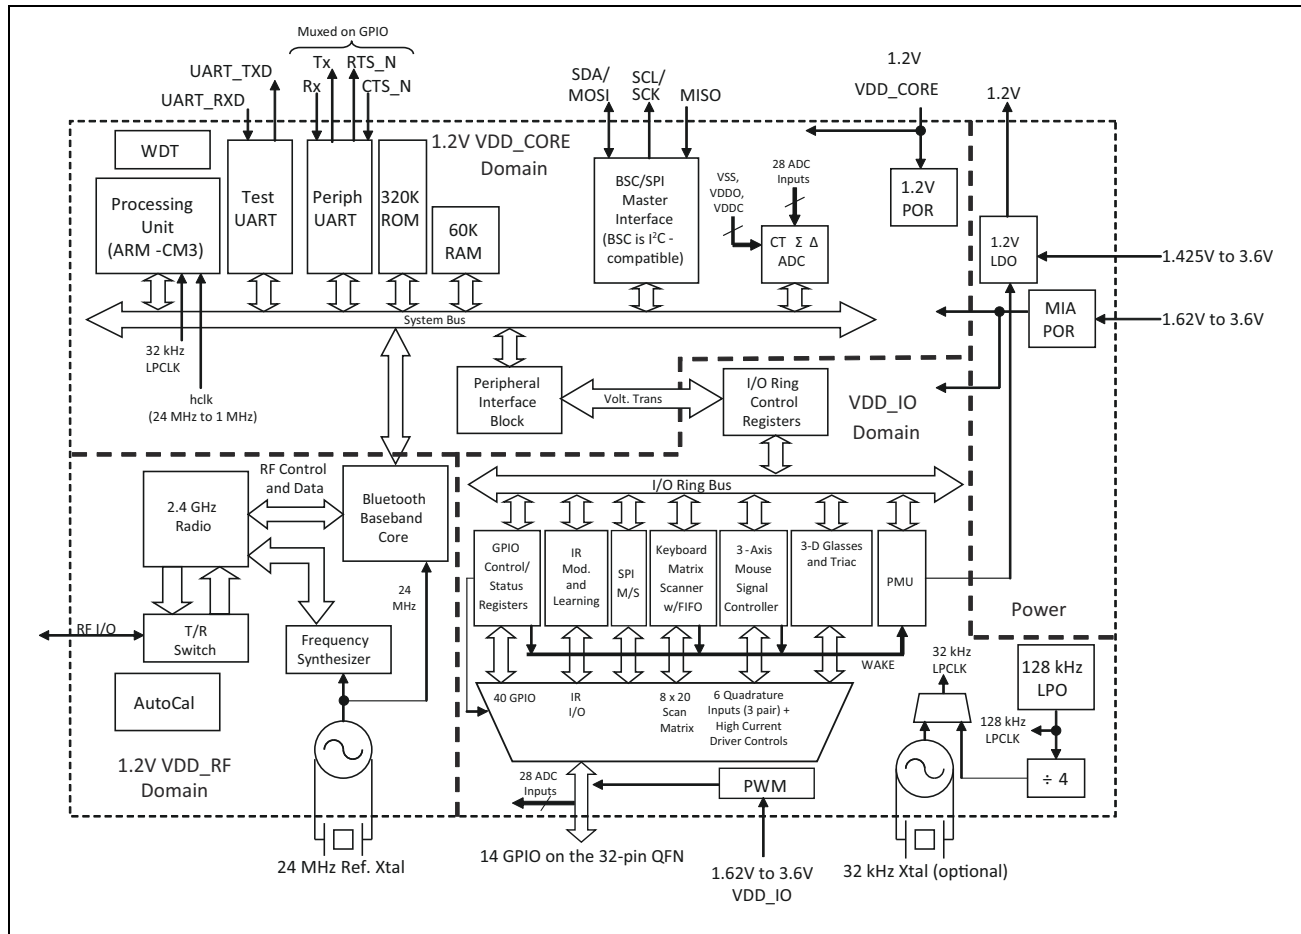 Muxed on GPIO
Tx
RTS_N
UART_TXD
Rx
CTS_N
UART_RXD
SDA/
MOSI
SCL/
SCK
MISO
1.2V
VDD_CORE
1.2V
WDT
1.2V VDD_CORE
Domain
Processing
Unit
(ARM -CM3)
Test
UART
Periph
UART
320K
ROM
60K
RAM
BSC/SPI
Master
Interface
(BSC is I²C -
compatible)
VSS,
VDDO,
VDDC
28 ADC
Inputs
CT Σ Δ
ADC
1.2V
POR
1.2V
LDO
1.425V to 3.6V
MIA
POR
1.62V to 3.6V
System Bus
32 kHz
LPCLK
hclk
(24 MHz to 1 MHz)
Peripheral
Interface
Block
Volt. Trans
I/O Ring
Control
Registers
VDD_IO
Domain
RF Control
and Data
2.4 GHz
Radio
Bluetooth
Baseband
Core
I/O Ring Bus
GPIO
Control/
Status
Registers
IR
Mod.
and
Learning
SPI
M/S
Keyboard
Matrix
Scanner
w/FIFO
3-Axis
Mouse
Signal
Controller
3-D Glasses
and Triac
PMU
Power
24
MHz
RF I/O
T/R
Switch
Frequency
Synthesizer
WAKE
32 kHz
LPCLK
128 kHz
LPO
AutoCal
40 GPIO
IR
I/O
8 x 20
Scan
Matrix
6 Quadrature
Inputs (3 pair) +
High Current
Driver Controls
128 kHz
LPCLK
÷ 4
1.2V VDD_RF
Domain
28 ADC
Inputs
PWM
24 MHz Ref. Xtal
14 GPIO on the 32-pin QFN
1.62V to 3.6V
VDD_IO
32 kHz Xtal (optional)